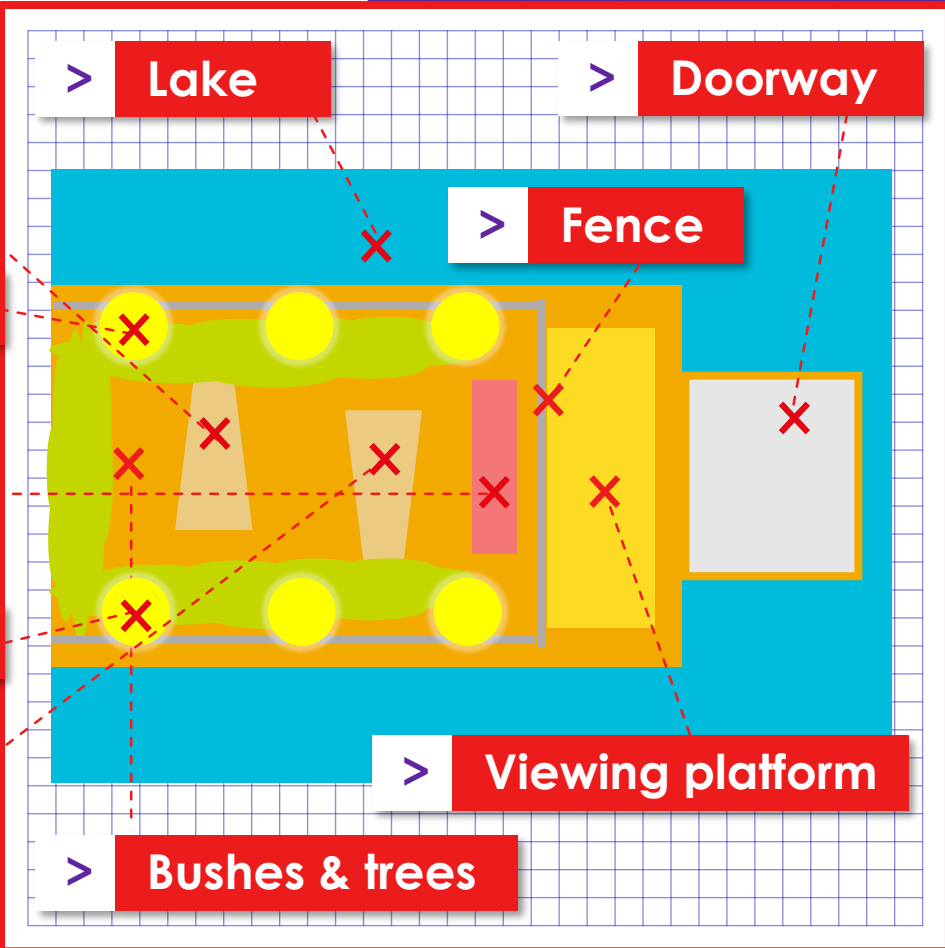 > Lake
> Doorway
> Fence
> Viewing platform
> Bushes & trees